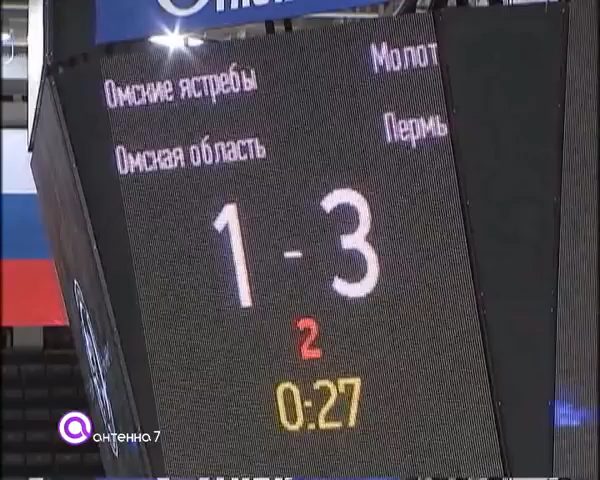 Омские ястребы Молот
Омская область Пермь
1 - 3
2
0:27
антенна 7